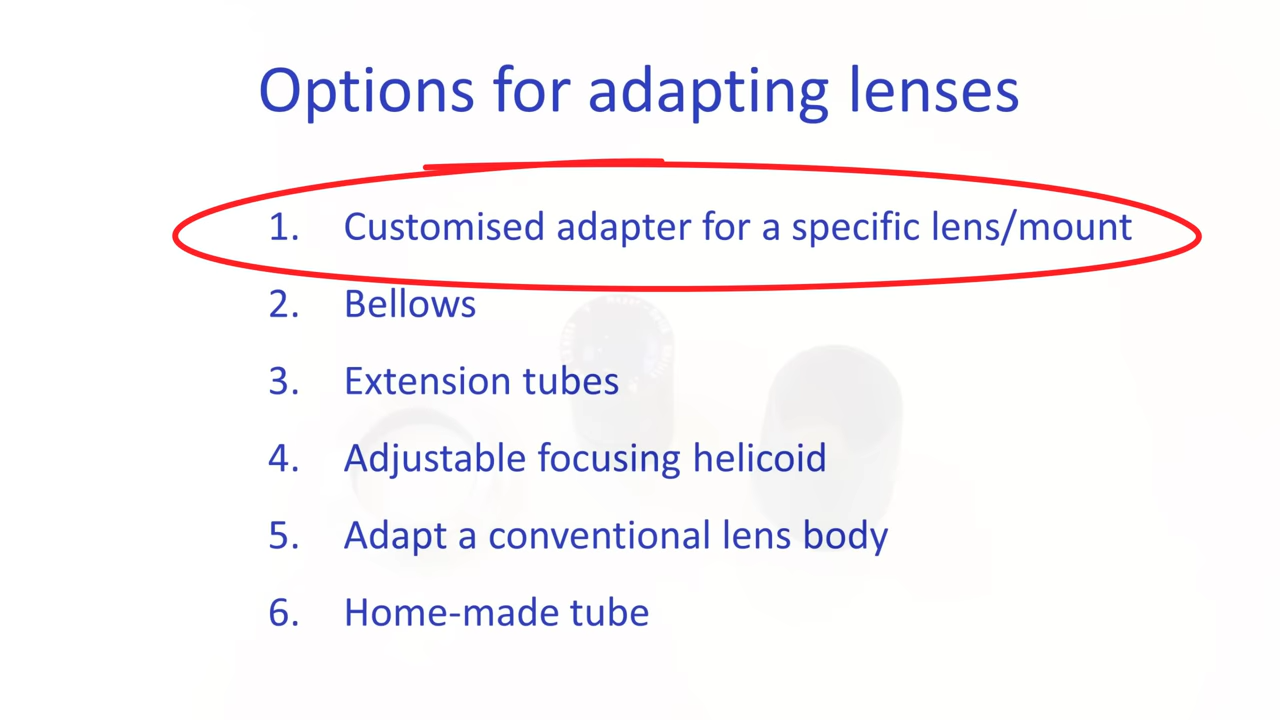 Options for adapting lenses
1. Customised adapter for a specific lens/mount
2. Bellows
3. Extension tubes
4. Adjustable focusing helicoid
5. Adapt a conventional lens body
6. Home-made tube